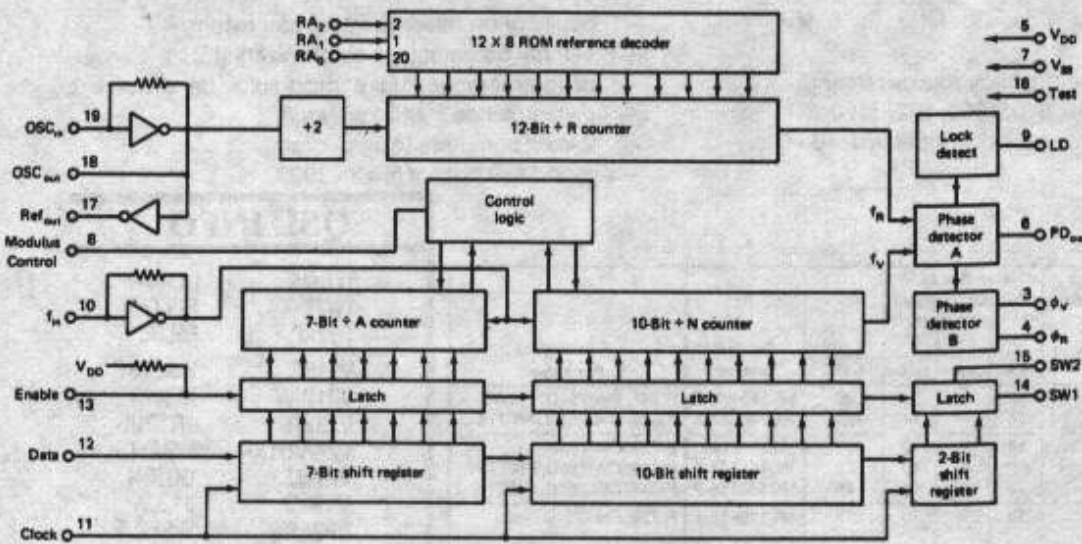 RA2 2
RA1 1
RA0 20
12 X 8 ROM reference decoder
5 VDD
7 VSS
16 Test
OSCin 19
÷2
12-Bit ÷ R counter
Lock detect
9 LD
OSCout 18
Refout 17
Modulus Control 8
Control logic
fR
Phase detector A
6 PDout
fV
fin 10
7-Bit ÷ A counter
10-Bit ÷ N counter
Phase detector B
3 ϕV
4 ϕR
VDD
15 SW2
Enable 13
Latch
Latch
Latch
14 SW1
Data 12
7-Bit shift register
10-Bit shift register
2-Bit shift register
Clock 11